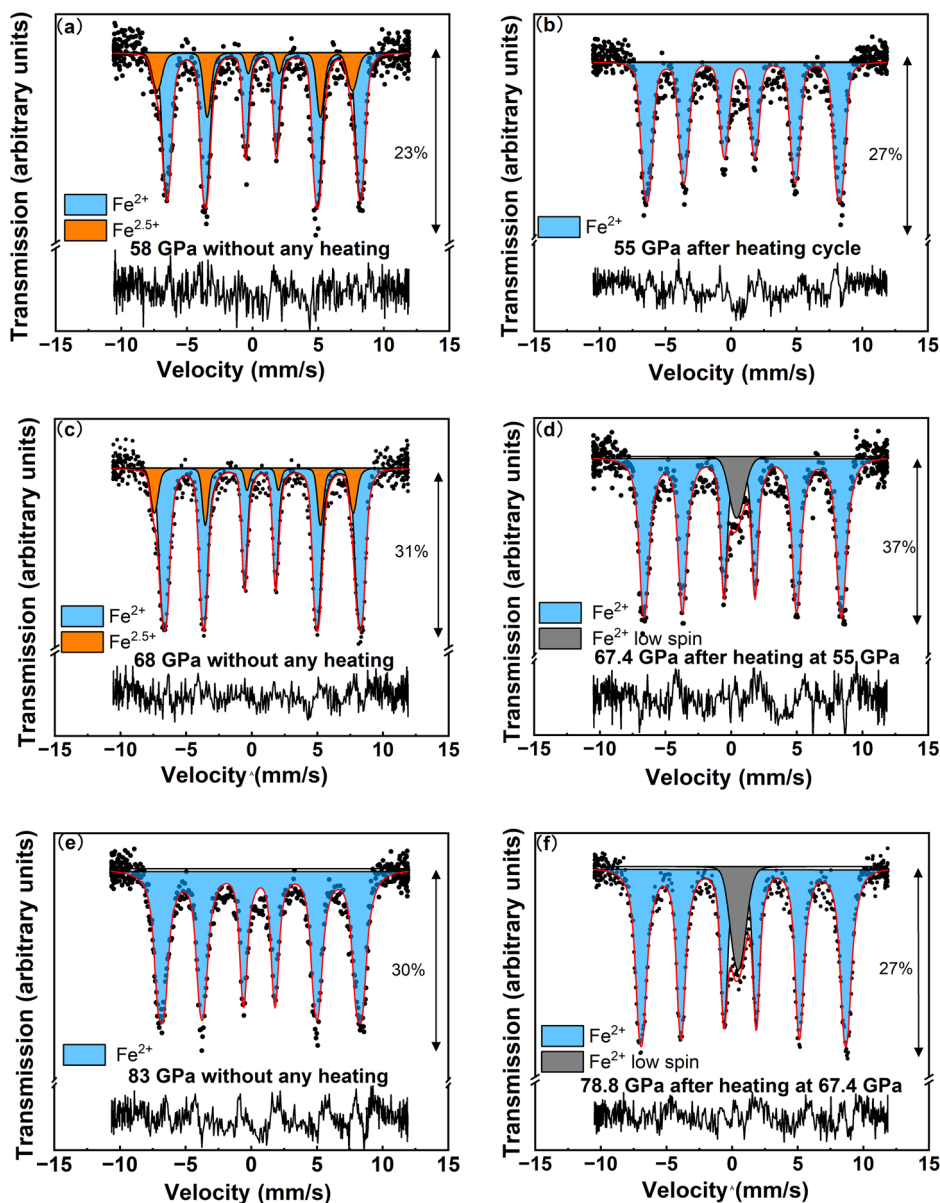 (a)
Transmission (arbitrary units)
23%
Fe2+
Fe2.5+
58 GPa without any heating
−15 −10 −5 0 5 10 15
Velocity (mm/s)
(b)
Transmission (arbitrary units)
27%
Fe2+
55 GPa after heating cycle
−15 −10 −5 0 5 10 15
Velocity (mm/s)
(c)
Transmission (arbitrary units)
31%
Fe2+
Fe2.5+
68 GPa without any heating
−15 −10 −5 0 5 10 15
Velocity ^ (mm/s)
(d)
Transmission (arbitrary units)
37%
Fe2+
Fe2+ low spin
67.4 GPa after heating at 55 GPa
−15 −10 −5 0 5 10 15
Velocity (mm/s)
(e)
Transmission (arbitrary units)
30%
Fe2+
83 GPa without any heating
−15 −10 −5 0 5 10 15
Velocity (mm/s)
(f)
Transmission (arbitrary units)
27%
Fe2+
Fe2+ low spin
78.8 GPa after heating at 67.4 GPa
−15 −10 −5 0 5 10 15
Velocity ^ (mm/s)